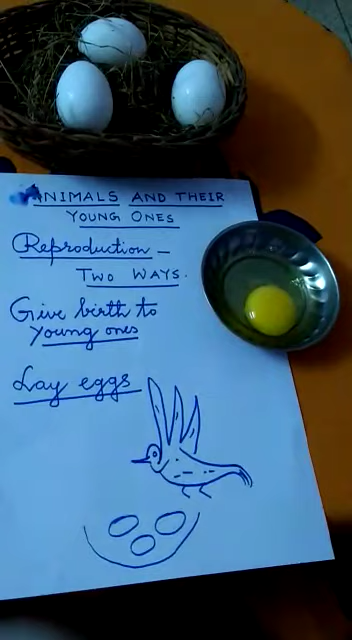 ANIMALS AND THEIR
YOUNG ONES
Reproduction –
TWO WAYS.
Give birth to
young ones
Lay eggs